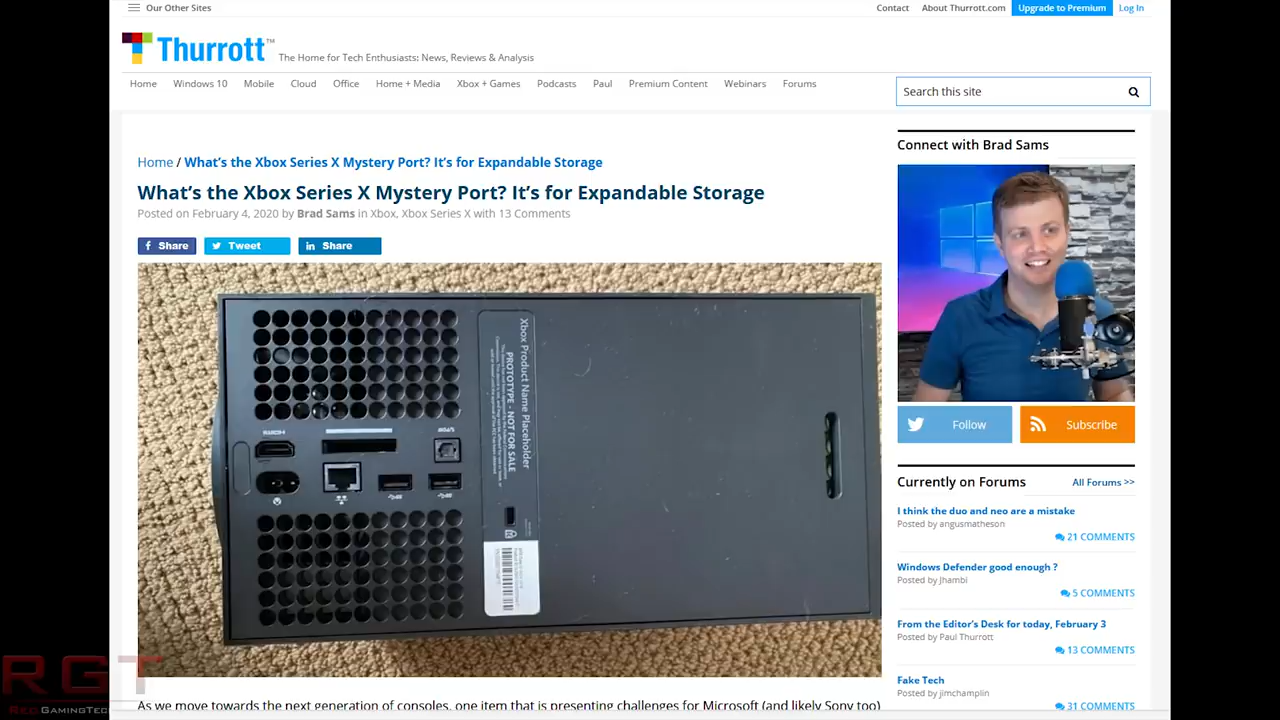 Our Other Sites
Contact About Thurrott.com Upgrade to Premium Log In
Thurrott™
The Home for Tech Enthusiasts: News, Reviews & Analysis
Home Windows 10 Mobile Cloud Office Home + Media Xbox + Games Podcasts Paul Premium Content Webinars Forums
Search this site
Home / What's the Xbox Series X Mystery Port? It's for Expandable Storage
What's the Xbox Series X Mystery Port? It's for Expandable Storage
Posted on February 4, 2020 by Brad Sams in Xbox, Xbox Series X with 13 Comments
Share Tweet Share
Xbox Product Name Placeholder
PROTOTYPE - NOT FOR SALE
HDMI
As we move towards the next generation of consoles, one item that is presenting challenges for Microsoft (and likely Sony too)
Connect with Brad Sams
Follow Subscribe
Currently on Forums All Forums >>
I think the duo and neo are a mistake
Posted by angusmatheson
21 COMMENTS
Windows Defender good enough ?
Posted by Jhambi
5 COMMENTS
From the Editor's Desk for today, February 3
Posted by Paul Thurrott
13 COMMENTS
Fake Tech
Posted by jimchamplin
31 COMMENTS
RGT
RED GAMINGTECH